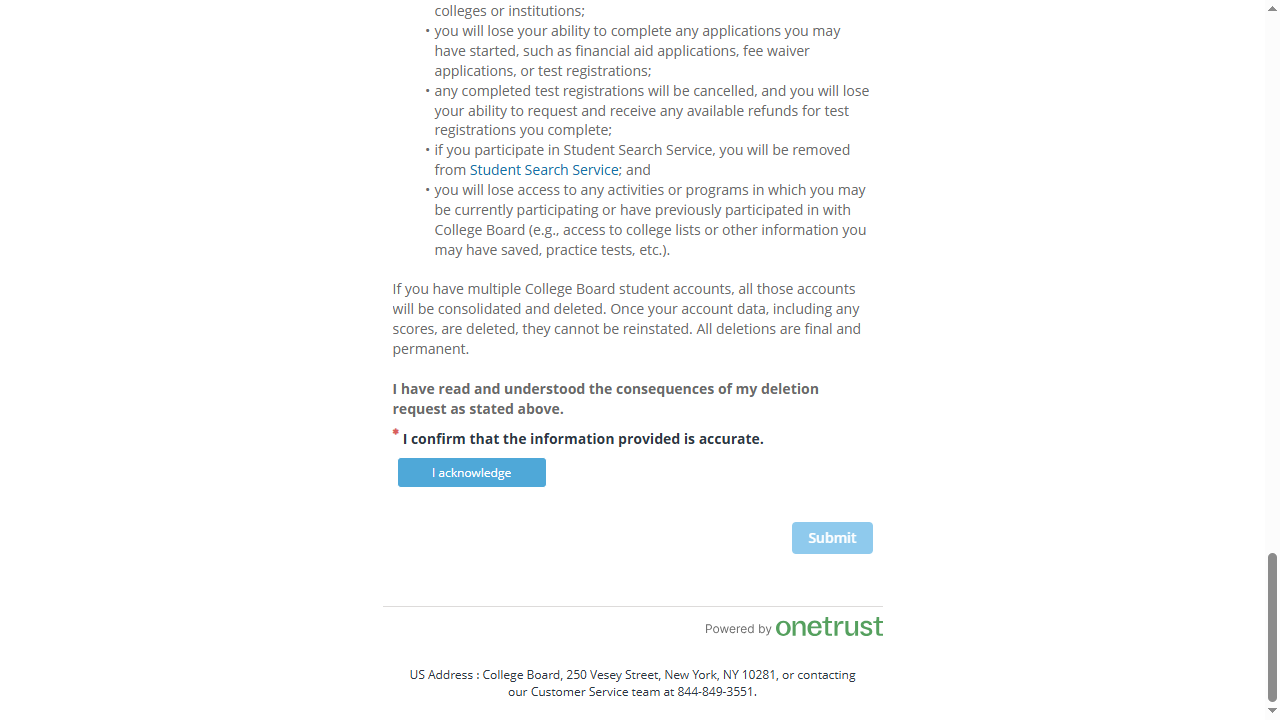 colleges or institutions;
• you will lose your ability to complete any applications you may
have started, such as financial aid applications, fee waiver
applications, or test registrations;
• any completed test registrations will be cancelled, and you will lose
your ability to request and receive any available refunds for test
registrations you complete;
• if you participate in Student Search Service, you will be removed
from Student Search Service; and
• you will lose access to any activities or programs in which you may
be currently participating or have previously participated in with
College Board (e.g., access to college lists or other information you
may have saved, practice tests, etc.).
If you have multiple College Board student accounts, all those accounts
will be consolidated and deleted. Once your account data, including any
scores, are deleted, they cannot be reinstated. All deletions are final and
permanent.
I have read and understood the consequences of my deletion
request as stated above.
* I confirm that the information provided is accurate.
I acknowledge
Submit
Powered by onetrust
US Address : College Board, 250 Vesey Street, New York, NY 10281, or contacting
our Customer Service team at 844-849-3551.